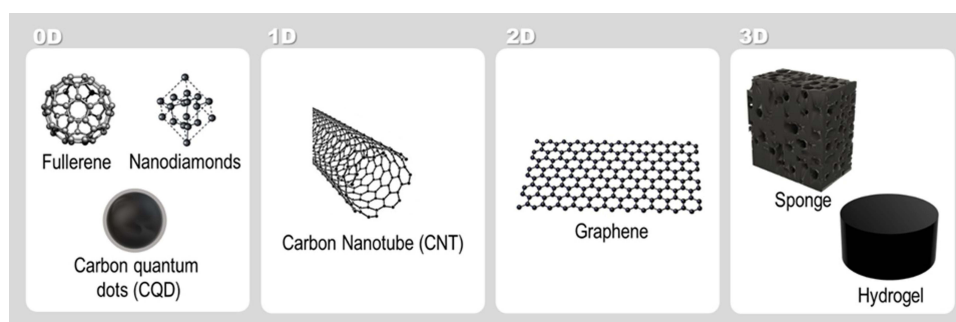 0D
Fullerene
Nanodiamonds
Carbon quantum
dots (CQD)
1D
Carbon Nanotube (CNT)
2D
Graphene
3D
Sponge
Hydrogel